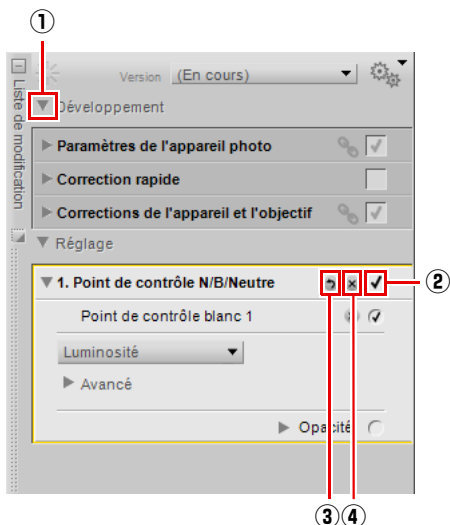 ①
Version (En cours)
Développement
Liste de modification
Paramètres de l'appareil photo
Correction rapide
Corrections de l'appareil et l'objectif
Réglage
1. Point de contrôle N/B/Neutre
②
Point de contrôle blanc 1
Luminosité
Avancé
Opacité
③④